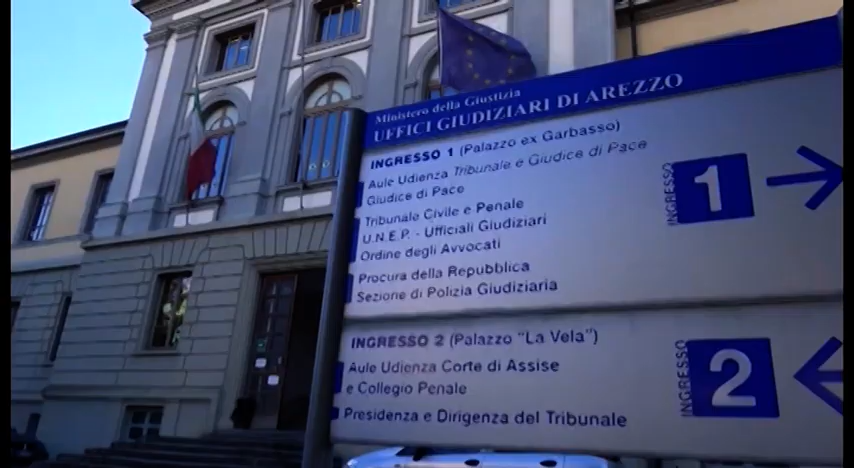 Ministero della Giustizia
UFFICI GIUDIZIARI DI AREZZO
INGRESSO 1 (Palazzo ex Garbasso)
Aule Udienza Tribunale e Giudice di Pace
Giudice di Pace
Tribunale Civile e Penale
U.N.E.P. - Ufficiali Giudiziari
Ordine degli Avvocati
Procura della Repubblica
Sezione di Polizia Giudiziaria
INGRESSO 1
INGRESSO 2 (Palazzo "La Vela")
Aule Udienza Corte di Assise
e Collegio Penale
Presidenza e Dirigenza del Tribunale
INGRESSO 2